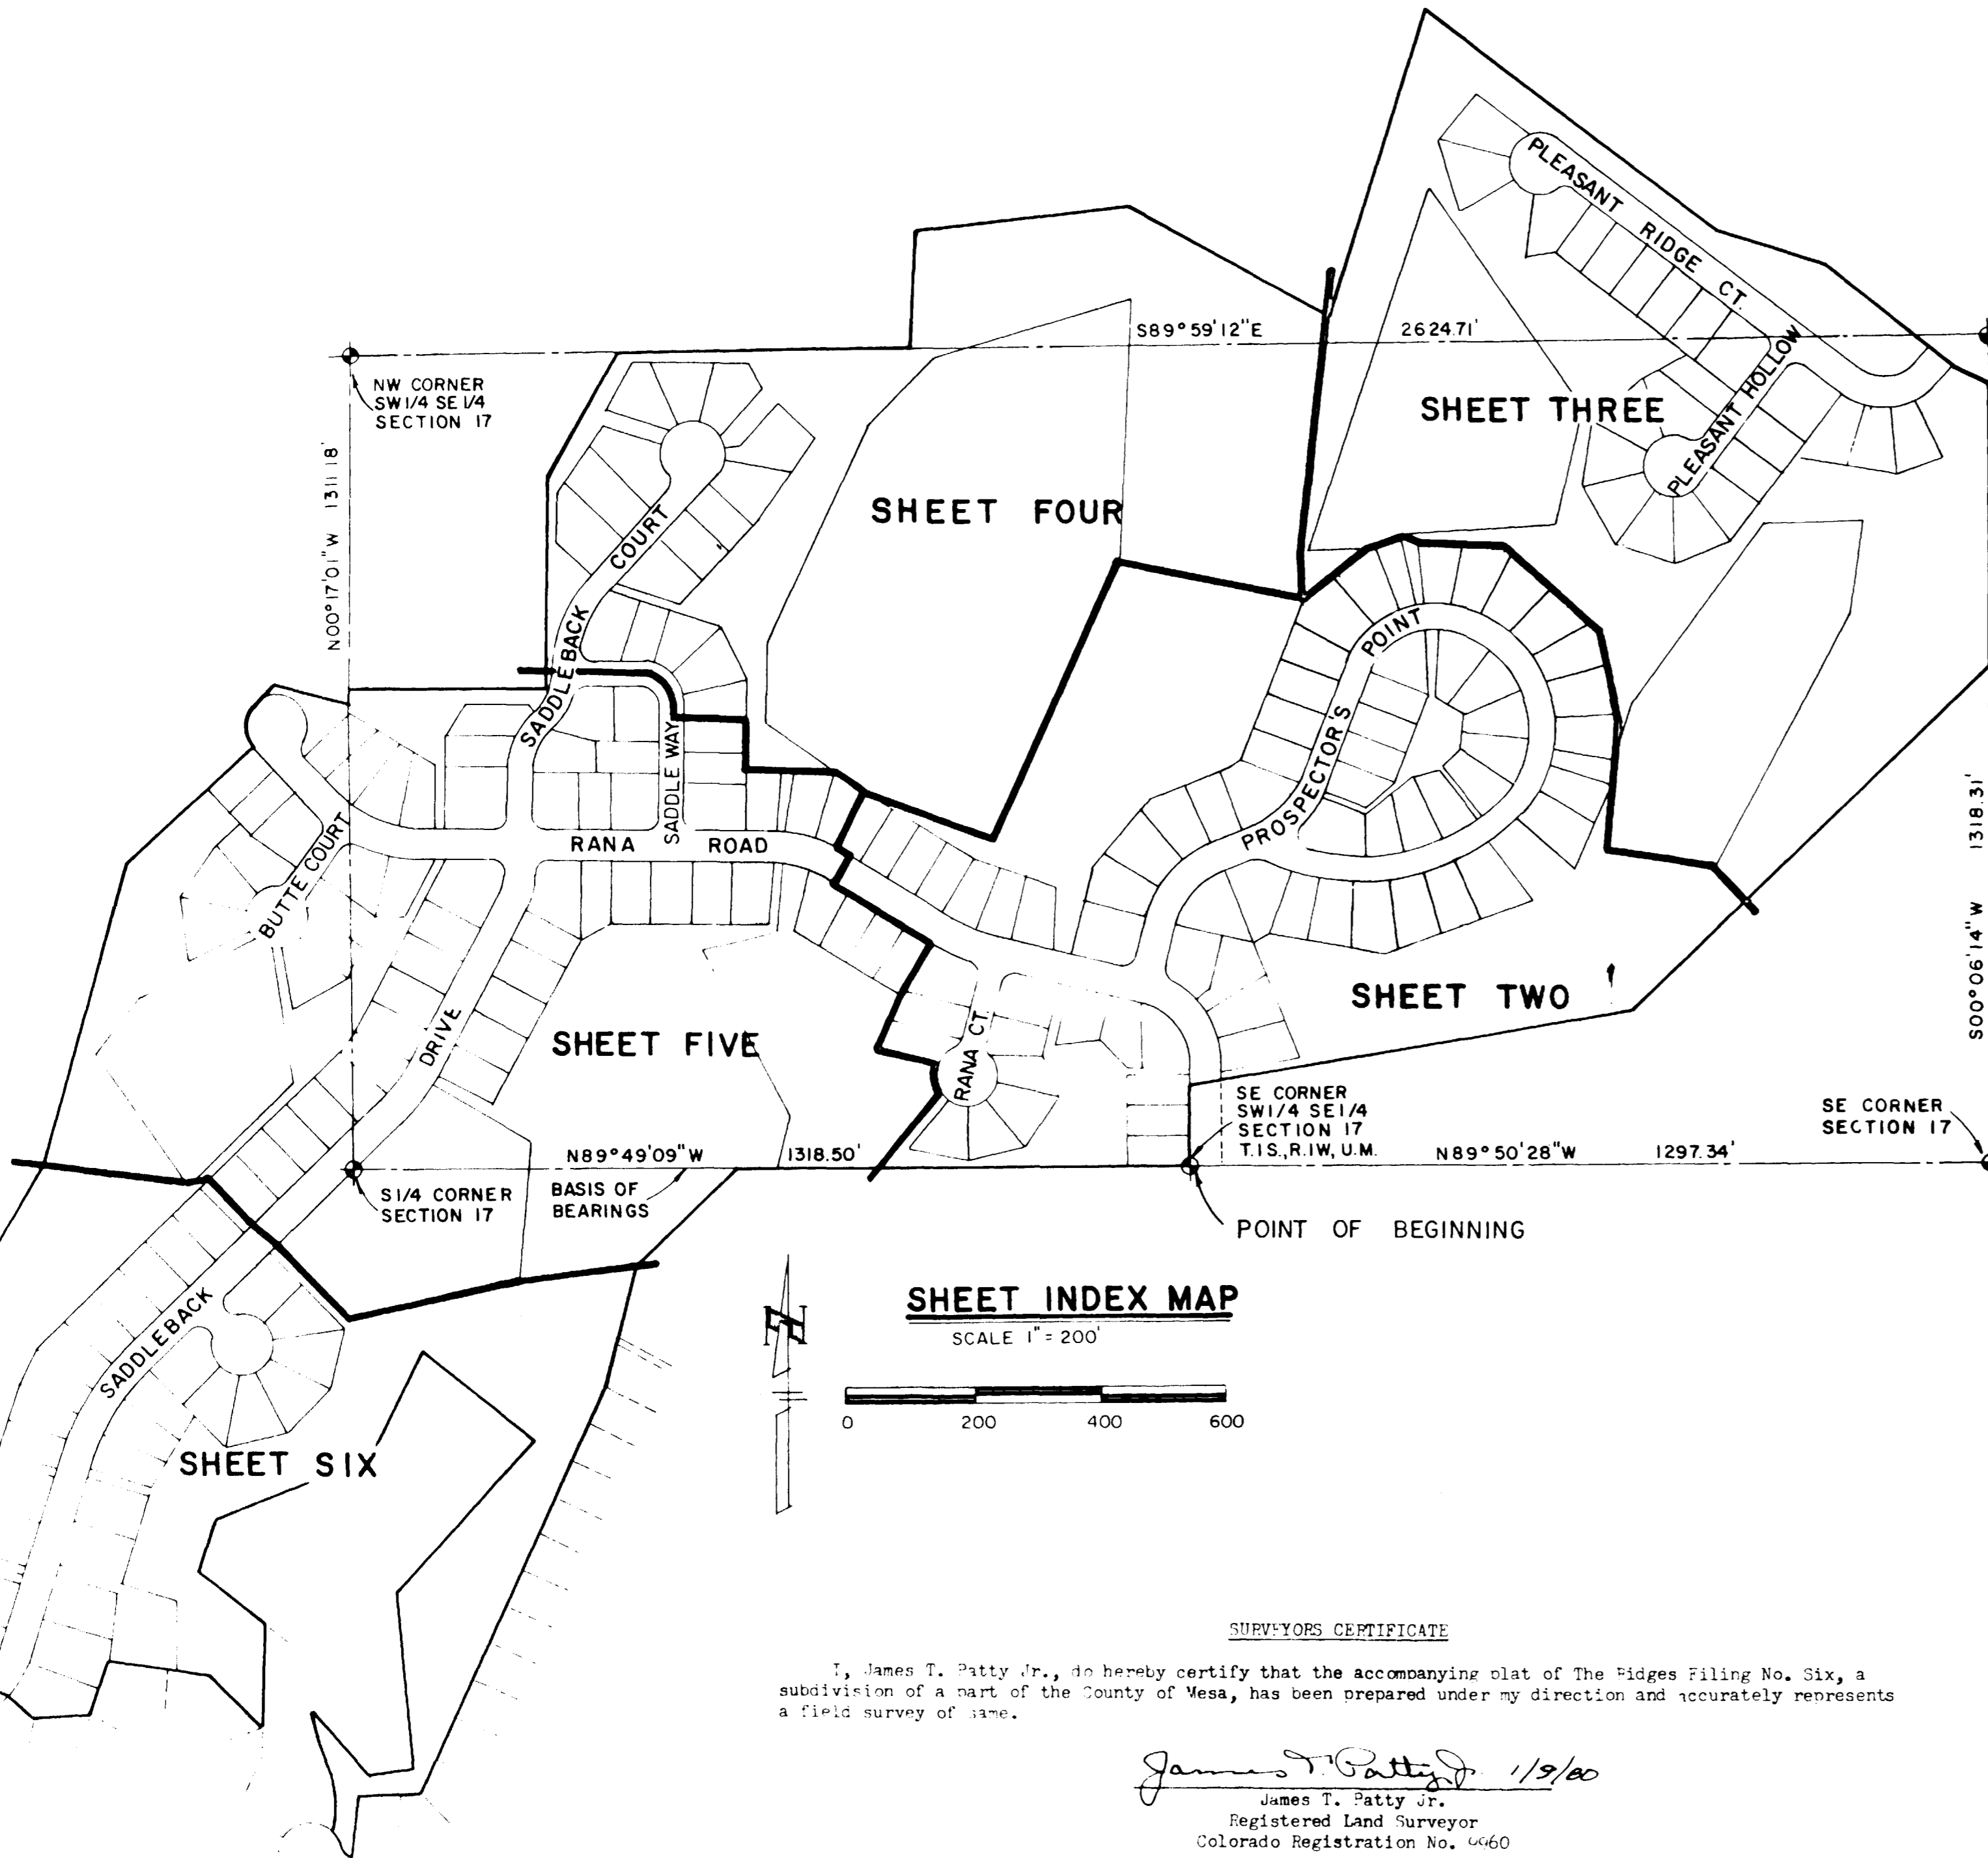 PLEASANT RIDGE CT.
PLEASANT HOLLOW
S89°59'12"E 2624.71'
NW CORNER
SW1/4 SE1/4
SECTION 17
N00°17'01"W 1311.18'
SHEET THREE
SHEET FOUR
SADDLEBACK COURT
PROSPECTOR'S POINT
SADDLE WAY
RANA ROAD
BUTTE COURT
S00°06'14"W 1318.31'
SHEET TWO
SHEET FIVE
DRIVE
RANA CT.
SE CORNER
SW1/4 SE1/4
SECTION 17
T.1S.,R.1W, U.M.
SE CORNER
SECTION 17
N89°49'09"W 1318.50'
N89°50'28"W 1297.34'
S1/4 CORNER
SECTION 17
BASIS OF
BEARINGS
POINT OF BEGINNING
SADDLEBACK
SHEET SIX
SHEET INDEX MAP
SCALE 1"=200'
0 200 400 600
SURVEYORS CERTIFICATE
I, James T. Patty Jr., do hereby certify that the accompanying plat of The Ridges Filing No. Six, a
subdivision of a part of the County of Mesa, has been prepared under my direction and accurately represents
a field survey of same.
James T. Patty Jr. 1/9/80
James T. Patty Jr.
Registered Land Surveyor
Colorado Registration No.